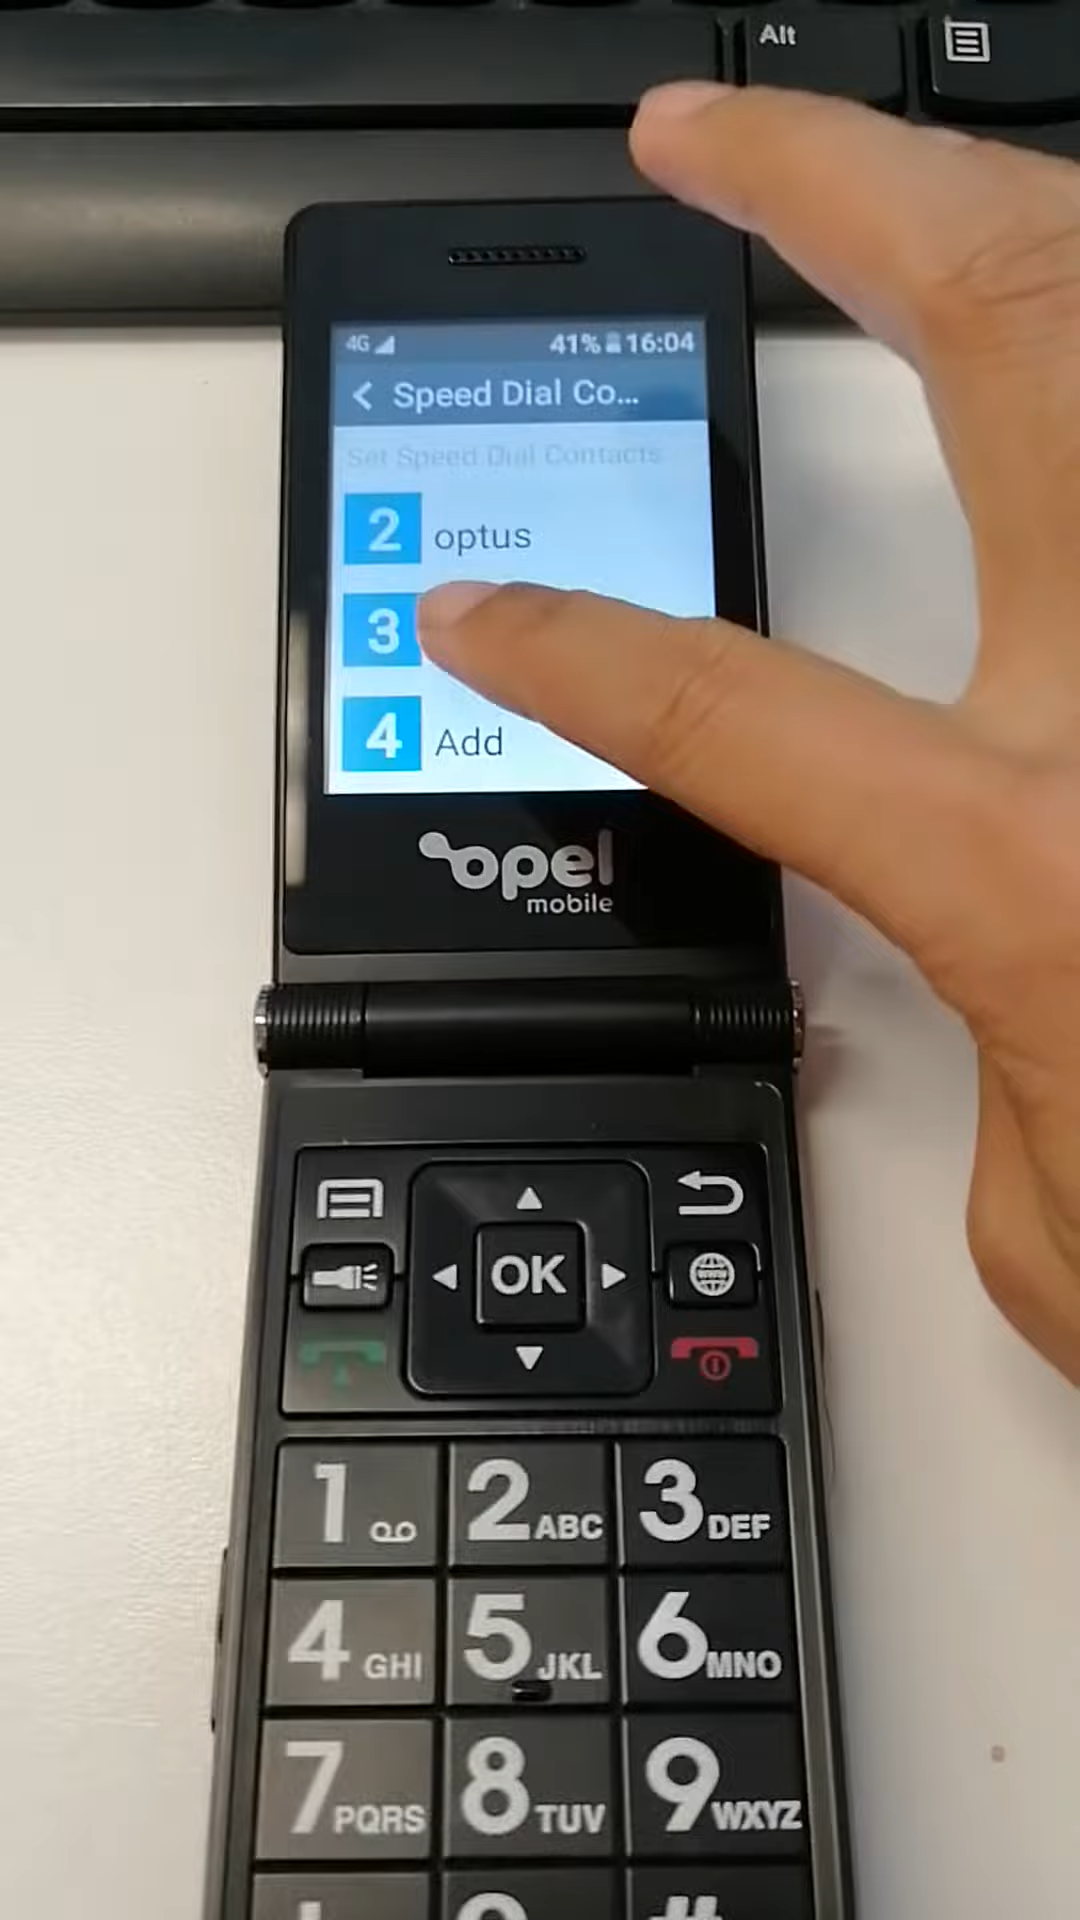 Alt
4G 41% 16:04
Speed Dial Co...
Set Speed Dial Contacts
2 optus
3
4 Add
opel
mobile
OK
www
1 2 ABC 3 DEF
4 GHI 5 JKL 6 MNO
7 PQRS 8 TUV 9 WXYZ
#